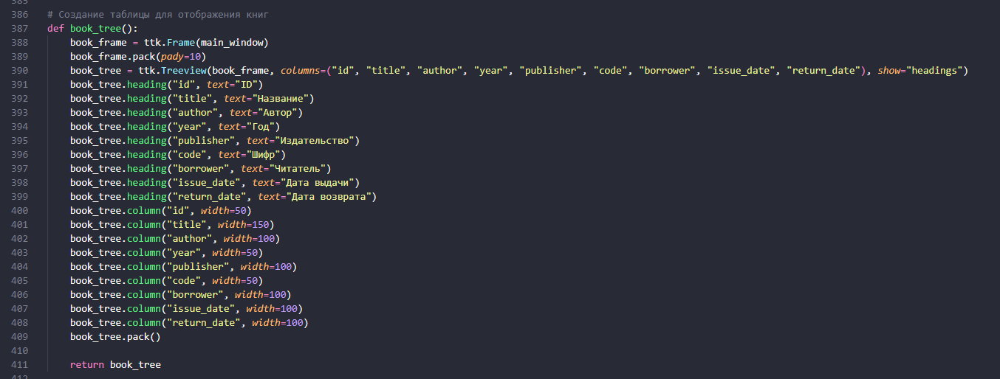 385
386 # Создание таблицы для отображения книг
387 def book_tree():
388     book_frame = ttk.Frame(main_window)
389     book_frame.pack(pady=10)
390     book_tree = ttk.Treeview(book_frame, columns=("id", "title", "author", "year", "publisher", "code", "borrower", "issue_date", "return_date"), show="headings")
391     book_tree.heading("id", text="ID")
392     book_tree.heading("title", text="Название")
393     book_tree.heading("author", text="Автор")
394     book_tree.heading("year", text="Год")
395     book_tree.heading("publisher", text="Издательство")
396     book_tree.heading("code", text="Шифр")
397     book_tree.heading("borrower", text="Читатель")
398     book_tree.heading("issue_date", text="Дата выдачи")
399     book_tree.heading("return_date", text="Дата возврата")
400     book_tree.column("id", width=50)
401     book_tree.column("title", width=150)
402     book_tree.column("author", width=100)
403     book_tree.column("year", width=50)
404     book_tree.column("publisher", width=100)
405     book_tree.column("code", width=50)
406     book_tree.column("borrower", width=100)
407     book_tree.column("issue_date", width=100)
408     book_tree.column("return_date", width=100)
409     book_tree.pack()
410
411     return book_tree
412